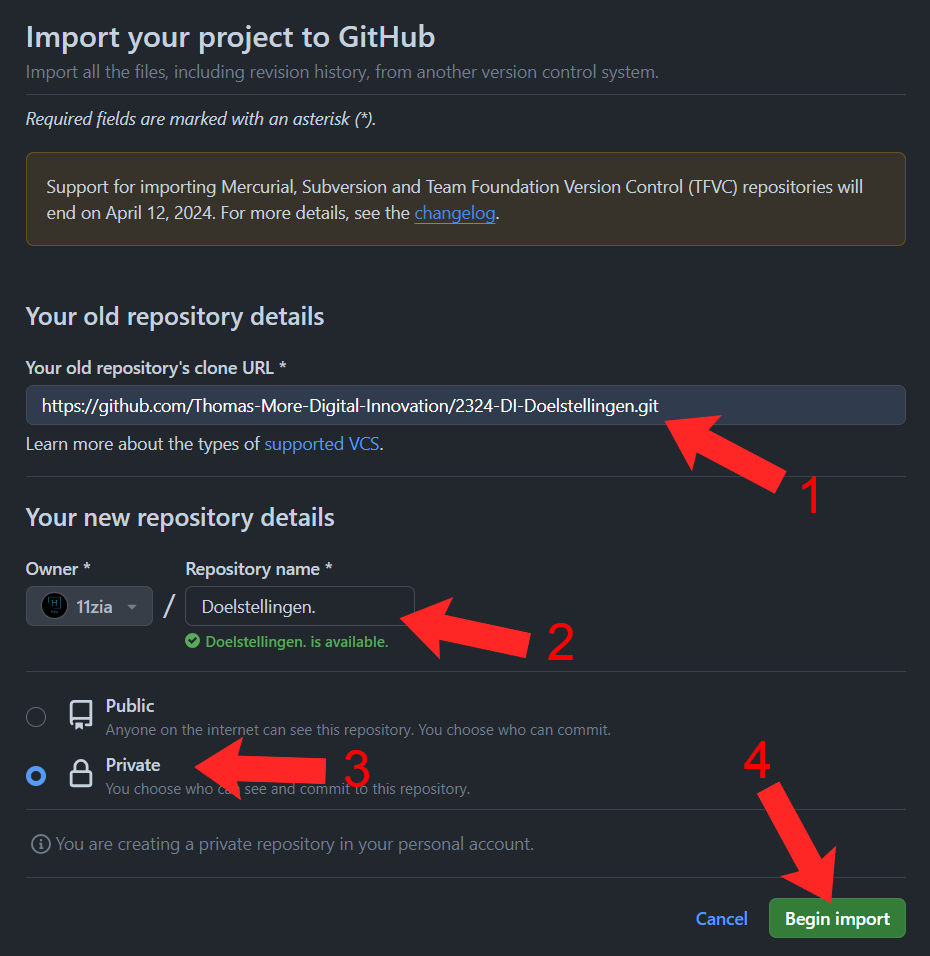 Import your project to GitHub
Import all the files, including revision history, from another version control system.
Required fields are marked with an asterisk (*).
Support for importing Mercurial, Subversion and Team Foundation Version Control (TFVC) repositories will
end on April 12, 2024. For more details, see the changelog.
Your old repository details
Your old repository's clone URL *
https://github.com/Thomas-More-Digital-Innovation/2324-DI-Doelstellingen.git
Learn more about the types of supported VCS.
1
Your new repository details
Owner * Repository name *
11zia / Doelstellingen.
2
Doelstellingen. is available.
Public
Anyone on the internet can see this repository. You choose who can commit.
Private
3
You choose who can see and commit to this repository.
4
You are creating a private repository in your personal account.
Cancel Begin import